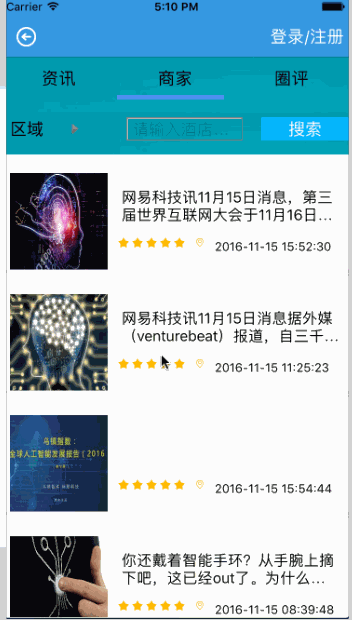 Carrier 5:10 PM
登录/注册
资讯 商家 圈评
区域 请输入酒店... 搜索
网易科技讯11月15日消息，第三
届世界互联网大会于11月16日...
2016-11-15 15:52:30
网易科技讯11月15日消息据外媒
（venturebeat）报道，自三千...
2016-11-15 11:25:23
乌镇指数：
全球人工智能发展报告（2016
2016-11-15 15:54:44
你还戴着智能手环？从手腕上摘
下吧，这已经out了。为什么...
2016-11-15 08:39:48